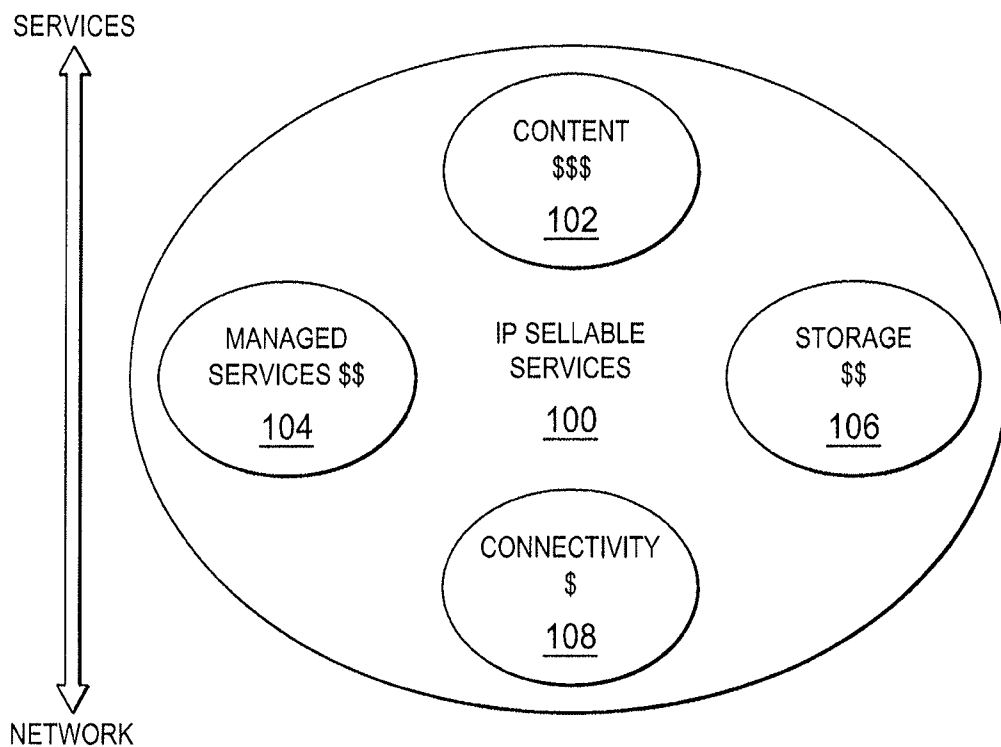 SERVICES
CONTENT
$$$
102
MANAGED
SERVICES $$
104
IP SELLABLE
SERVICES
100
STORAGE
$$
106
CONNECTIVITY
$
108
NETWORK